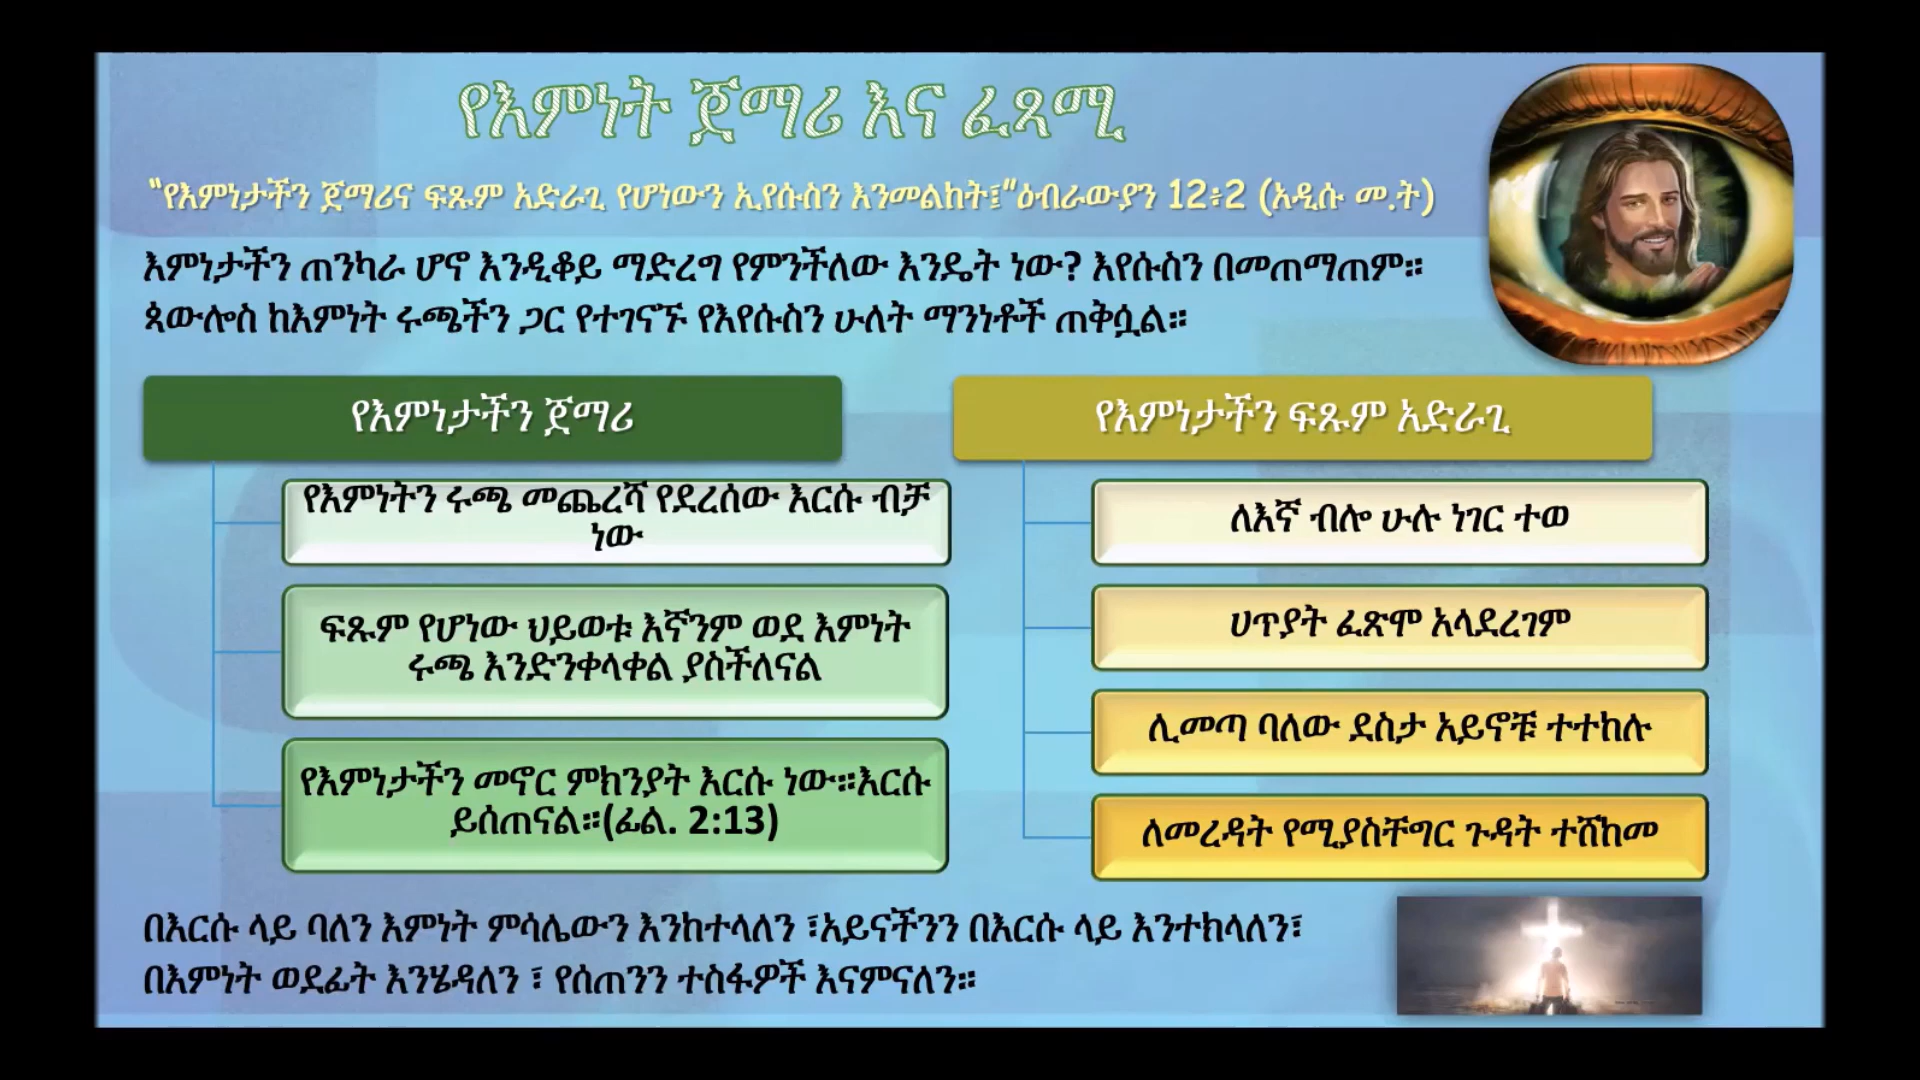 የእምነት ጀማሪ እና ፈጻሚ
“የእምነታችን ጀማሪና ፍጹም አድራጊ የሆነውን ኢየሱስን እንመልከት፤”ዕብራውያን 12፥2 (አዲሱ መ.ት)
እምነታችን ጠንካራ ሆኖ እንዲቆይ ማድረግ የምንችለው እንዴት ነው? እየሱስን በመጠማጠም።
ጳውሎስ ከእምነት ሩጫችን ጋር የተገናኙ የእየሱስን ሁለት ማንነቶች ጠቅሷል።
የእምነታችን ጀማሪ
የእምነትን ሩጫ መጨረሻ የደረሰው እርሱ ብቻ
ነው
ፍጹም የሆነው ህይወቱ እኛንም ወደ እምነት
ሩጫ እንድንቀላቀል ያስችለናል
የእምነታችን መኖር ምክንያት እርሱ ነው።እርሱ
ይሰጠናል።(ፊል. 2:13)
የእምነታችን ፍጹም አድራጊ
ለእኛ ብሎ ሁሉ ነገር ተወ
ሀጥያት ፈጽሞ አላደረገም
ሊመጣ ባለው ደስታ አይኖቹ ተተከሉ
ለመረዳት የሚያስቸግር ጉዳት ተሸከመ
በእርሱ ላይ ባለን እምነት ምሳሌውን እንከተላለን ፣አይናችንን በእርሱ ላይ እንተክላለን፣
በእምነት ወደፊት እንሄዳለን ፣ የሰጠንን ተስፋዎች እናምናለን።